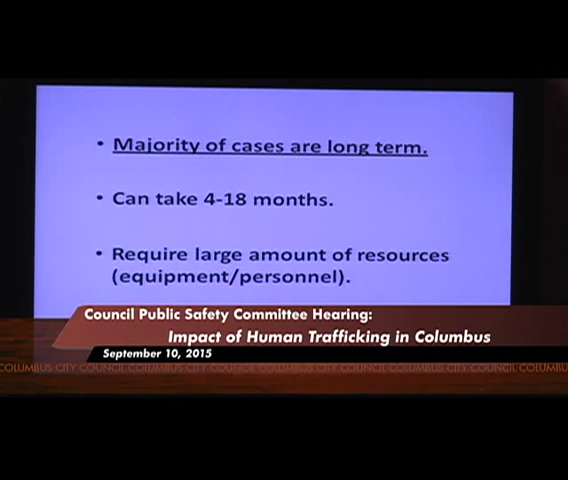 • Majority of cases are long term.
• Can take 4-18 months.
• Require large amount of resources
(equipment/personnel).
Council Public Safety Committee Hearing:
Impact of Human Trafficking in Columbus
September 10, 2015
COLUMBUS CITY COUNCIL COLUMBUS CITY COUNCIL COLUMBUS CITY COUNCIL COLUMBUS CITY COUNCIL COLUMBU